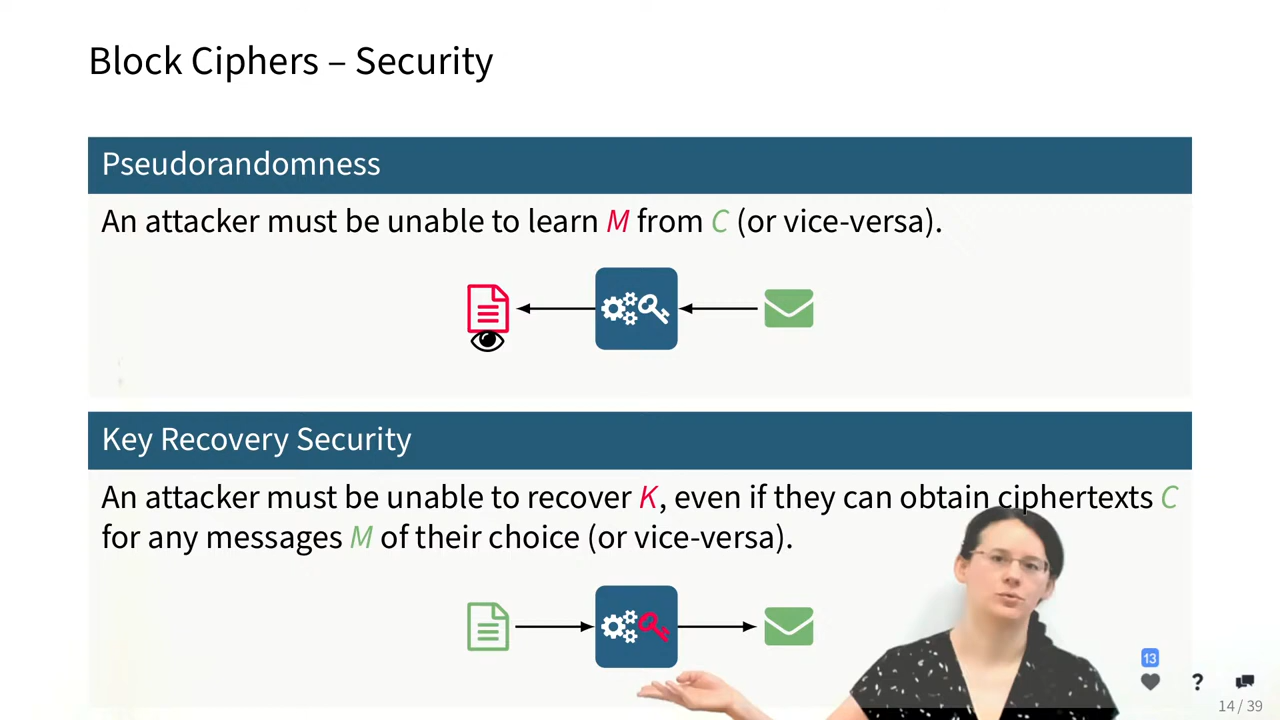 Block Ciphers – Security
Pseudorandomness
An attacker must be unable to learn M from C (or vice-versa).
Key Recovery Security
An attacker must be unable to recover K, even if they can obtain ciphertexts C
for any messages M of their choice (or vice-versa).
13
?
14 / 39